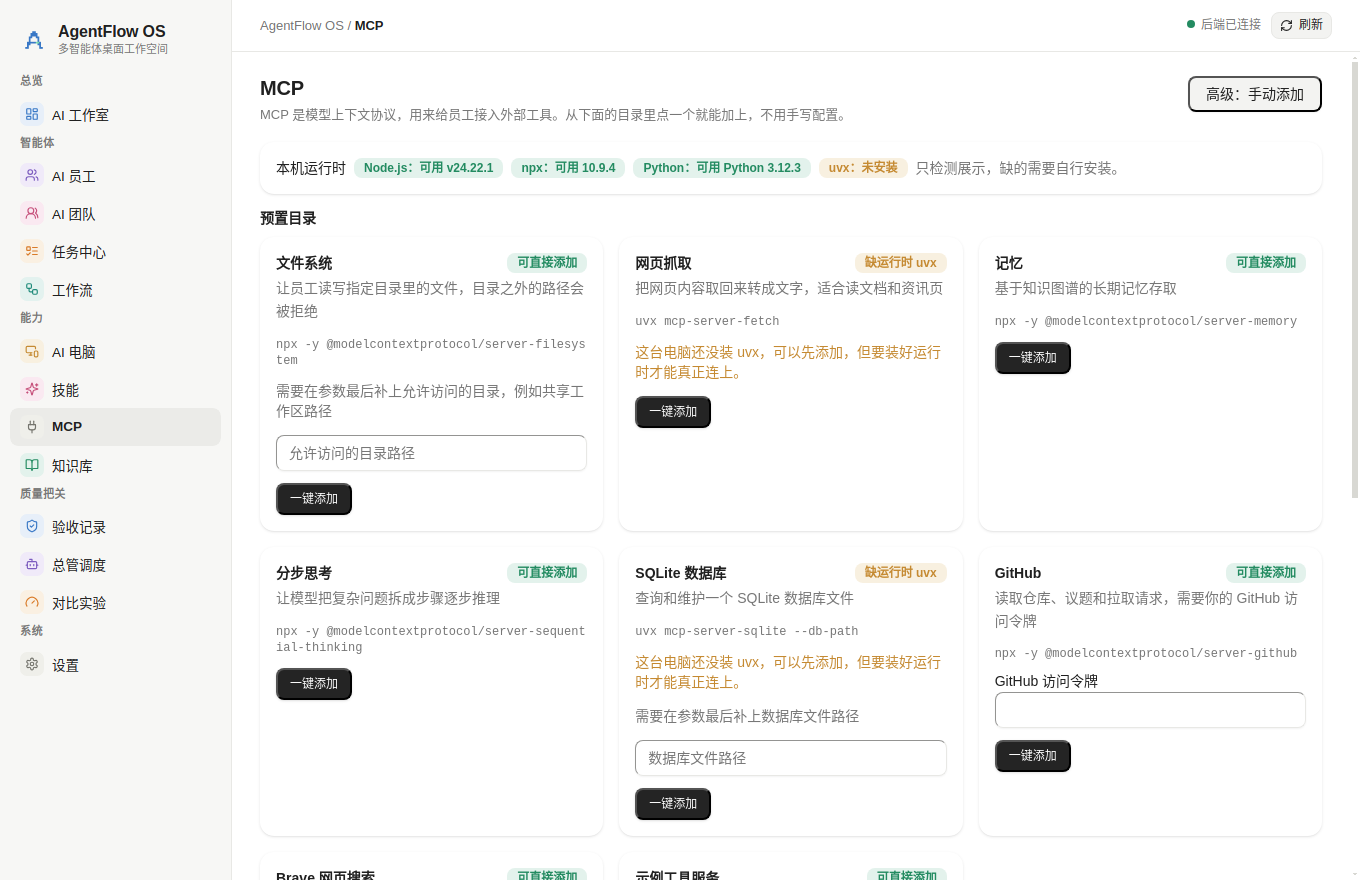 AgentFlow OS
多智能体桌面工作空间
总览
AI 工作室
智能体
AI 员工
AI 团队
任务中心
工作流
能力
AI 电脑
技能
MCP
知识库
质量把关
验收记录
总管调度
对比实验
系统
设置
AgentFlow OS / MCP
后端已连接
刷新
MCP
MCP 是模型上下文协议，用来给员工接入外部工具。从下面的目录里点一个就能加上，不用手写配置。
高级：手动添加
本机运行时
Node.js：可用 v24.22.1
npx：可用 10.9.4
Python：可用 Python 3.12.3
uvx：未安装
只检测展示，缺的需要自行安装。
预置目录
文件系统
可直接添加
让员工读写指定目录里的文件，目录之外的路径会
被拒绝
npx -y @modelcontextprotocol/server-filesys
tem
需要在参数最后补上允许访问的目录，例如共享工
作区路径
允许访问的目录路径
一键添加
网页抓取
缺运行时 uvx
把网页内容取回来转成文字，适合读文档和资讯页
uvx mcp-server-fetch
这台电脑还没装 uvx，可以先添加，但要装好运行
时才能真正连上。
一键添加
记忆
可直接添加
基于知识图谱的长期记忆存取
npx -y @modelcontextprotocol/server-memory
一键添加
分步思考
可直接添加
让模型把复杂问题拆成步骤逐步推理
npx -y @modelcontextprotocol/server-sequent
ial-thinking
一键添加
SQLite 数据库
缺运行时 uvx
查询和维护一个 SQLite 数据库文件
uvx mcp-server-sqlite --db-path
这台电脑还没装 uvx，可以先添加，但要装好运行
时才能真正连上。
需要在参数最后补上数据库文件路径
数据库文件路径
一键添加
GitHub
可直接添加
读取仓库、议题和拉取请求，需要你的 GitHub 访
问令牌
npx -y @modelcontextprotocol/server-github
GitHub 访问令牌
一键添加
Brave 网页搜索
可直接添加
示例工具服务
可直接添加